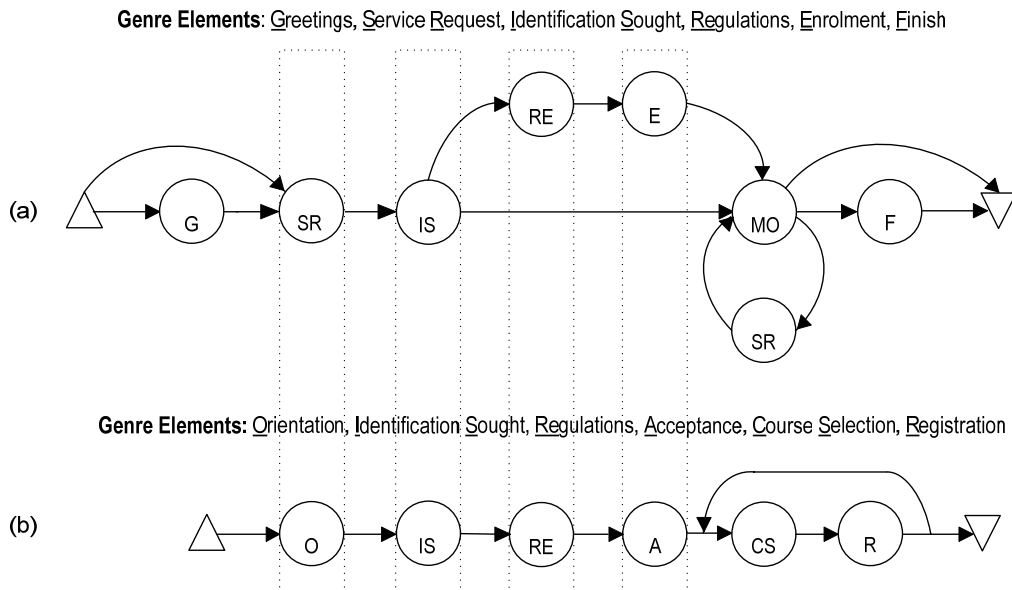 Genre Elements: Greetings, Service Request, Identification Sought, Regulations, Enrolment, Finish
RE
E
(a)
G
SR
IS
MO
F
SR
Genre Elements: Orientation, Identification Sought, Regulations, Acceptance, Course Selection, Registration
(b)
O
IS
RE
A
CS
R